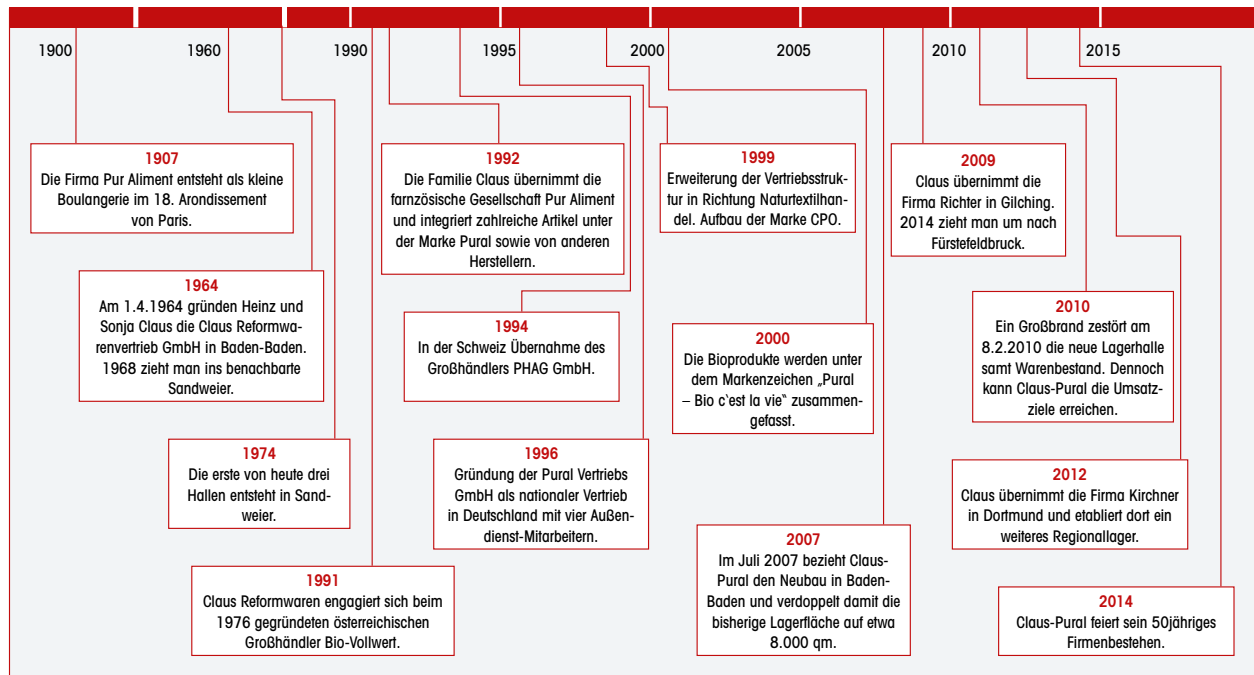 1900 1960 1990 1995 2000 2005 2010 2015
1907
Die Firma Pur Aliment entsteht als kleine
Boulangerie im 18. Arondissement
von Paris.
1964
Am 1.4.1964 gründen Heinz und
Sonja Claus die Claus Reformwa-
renvertrieb GmbH in Baden-Baden.
1968 zieht man ins benachbarte
Sandweier.
1974
Die erste von heute drei
Hallen entsteht in Sand-
weier.
1991
Claus Reformwaren engagiert sich beim
1976 gegründeten österreichischen
Großhändler Bio-Vollwert.
1992
Die Familie Claus übernimmt die
farnzösische Gesellschaft Pur Aliment
und integriert zahlreiche Artikel unter
der Marke Pural sowie von anderen
Herstellern.
1994
In der Schweiz Übernahme des
Großhändlers PHAG GmbH.
1996
Gründung der Pural Vertriebs
GmbH als nationaler Vertrieb
in Deutschland mit vier Außen-
dienst-Mitarbeitern.
1999
Erweiterung der Vertriebsstruk-
tur in Richtung Naturtextilhan-
del. Aufbau der Marke CPO.
2000
Die Bioprodukte werden unter
dem Markenzeichen „Pural
– Bio c'est la vie“ zusammen-
gefasst.
2007
Im Juli 2007 bezieht Claus-
Pural den Neubau in Baden-
Baden und verdoppelt damit die
bisherige Lagerfläche auf etwa
8.000 qm.
2009
Claus übernimmt die
Firma Richter in Gilching.
2014 zieht man um nach
Fürstefeldbruck.
2010
Ein Großbrand zestört am
8.2.2010 die neue Lagerhalle
samt Warenbestand. Dennoch
kann Claus-Pural die Umsatz-
ziele erreichen.
2012
Claus übernimmt die Firma Kirchner
in Dortmund und etabliert dort ein
weiteres Regionallager.
2014
Claus-Pural feiert sein 50jähriges
Firmenbestehen.